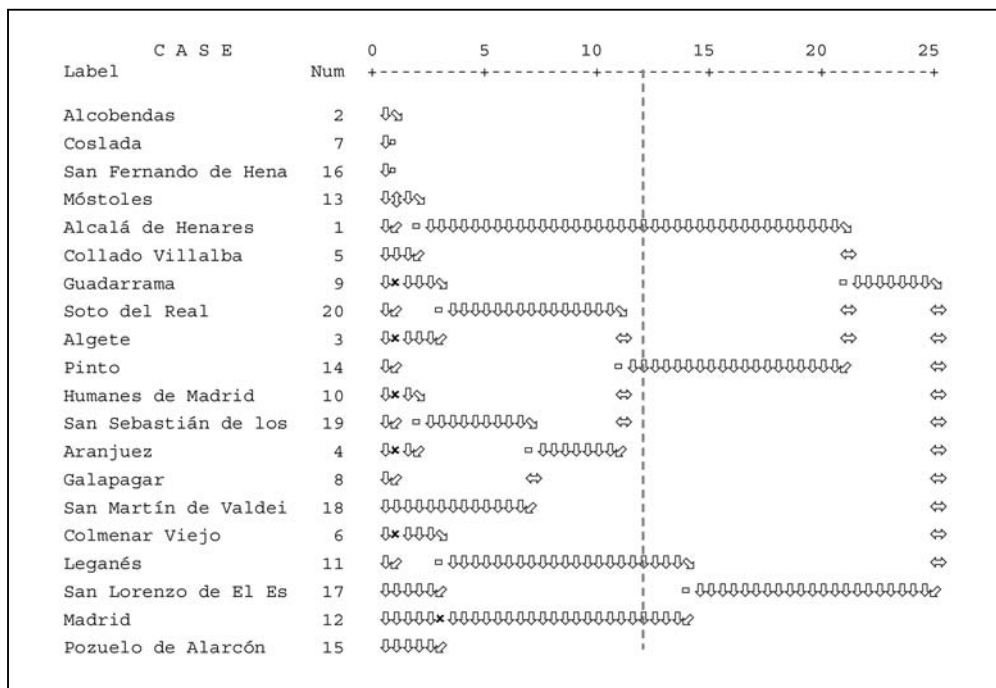 C A S E 0 5 10 15 20 25
Label Num +---------+---------+---------+---------+---------+
Alcobendas 2
Coslada 7
San Fernando de Hena 16
Móstoles 13
Alcalá de Henares 1
Collado Villalba 5
Guadarrama 9
Soto del Real 20
Algete 3
Pinto 14
Humanes de Madrid 10
San Sebastián de los 19
Aranjuez 4
Galapagar 8
San Martín de Valdei 18
Colmenar Viejo 6
Leganés 11
San Lorenzo de El Es 17
Madrid 12
Pozuelo de Alarcón 15